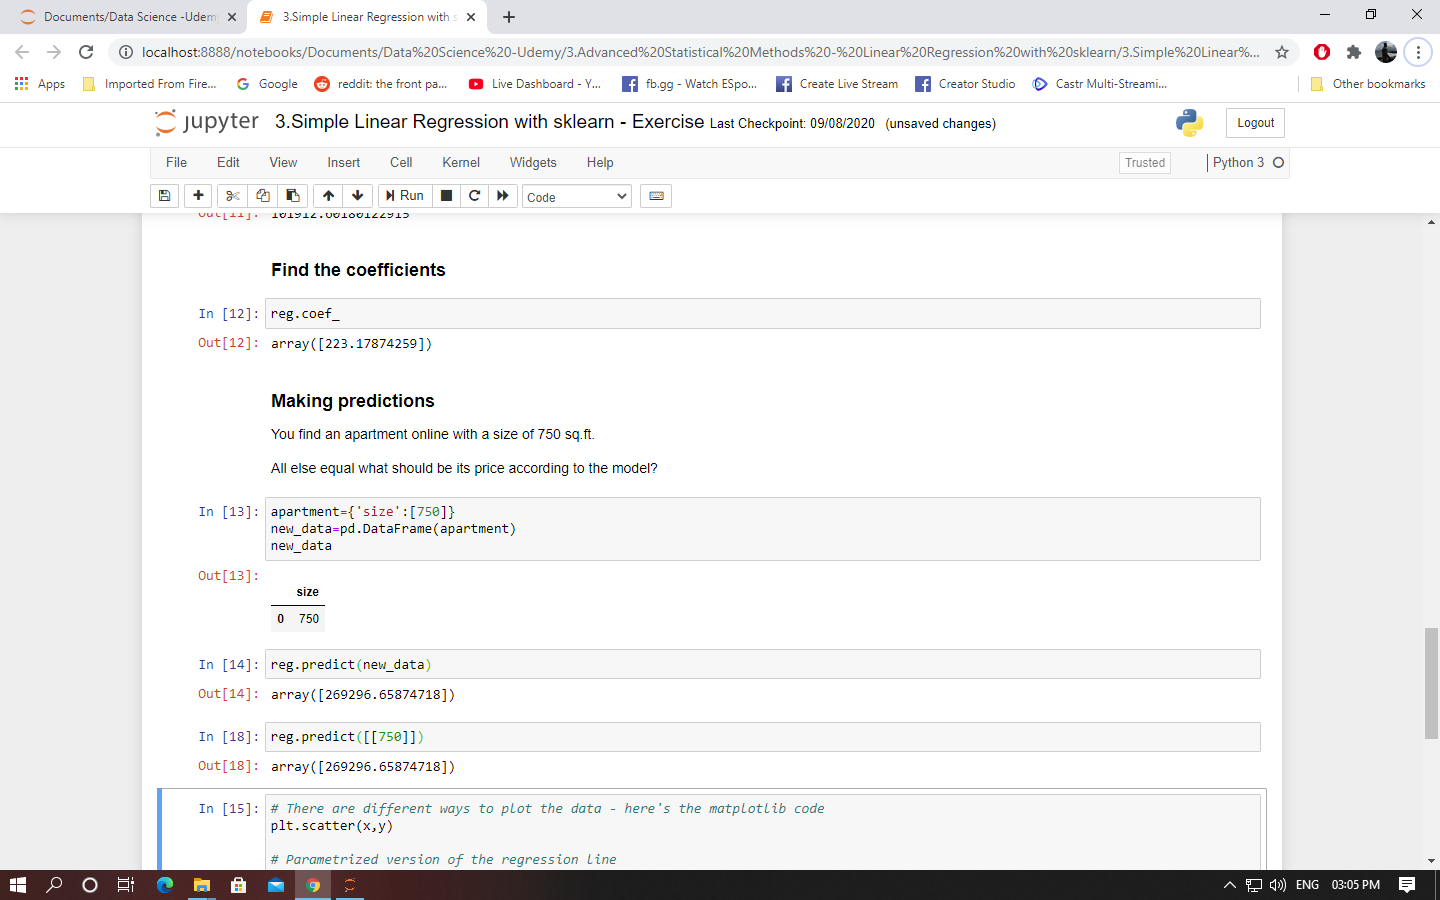 Documents/Data Science -Udem
3.Simple Linear Regression with s
localhost:8888/notebooks/Documents/Data%20Science%20-Udemy/3.Advanced%20Statistical%20Methods%20-%20Linear%20Regression%20with%20sklearn/3.Simple%20Linear%...
Apps
Imported From Fire...
Google
reddit: the front pa...
Live Dashboard - Y...
fb.gg - Watch ESpo...
Create Live Stream
Creator Studio
Castr Multi-Streami...
Other bookmarks
jupyter 3.Simple Linear Regression with sklearn - Exercise Last Checkpoint: 09/08/2020 (unsaved changes)
Logout
File Edit View Insert Cell Kernel Widgets Help
Trusted
Python 3
Run
Code
Out[11]: 101912.60180122915
Find the coefficients
In [12]: reg.coef_
Out[12]: array([223.17874259])
Making predictions
You find an apartment online with a size of 750 sq.ft.
All else equal what should be its price according to the model?
In [13]: apartment={'size':[750]}
new_data=pd.DataFrame(apartment)
new_data
Out[13]:
size
0 750
In [14]: reg.predict(new_data)
Out[14]: array([269296.65874718])
In [18]: reg.predict([[750]])
Out[18]: array([269296.65874718])
In [15]: # There are different ways to plot the data - here's the matplotlib code
plt.scatter(x,y)
# Parametrized version of the regression line
ENG 03:05 PM